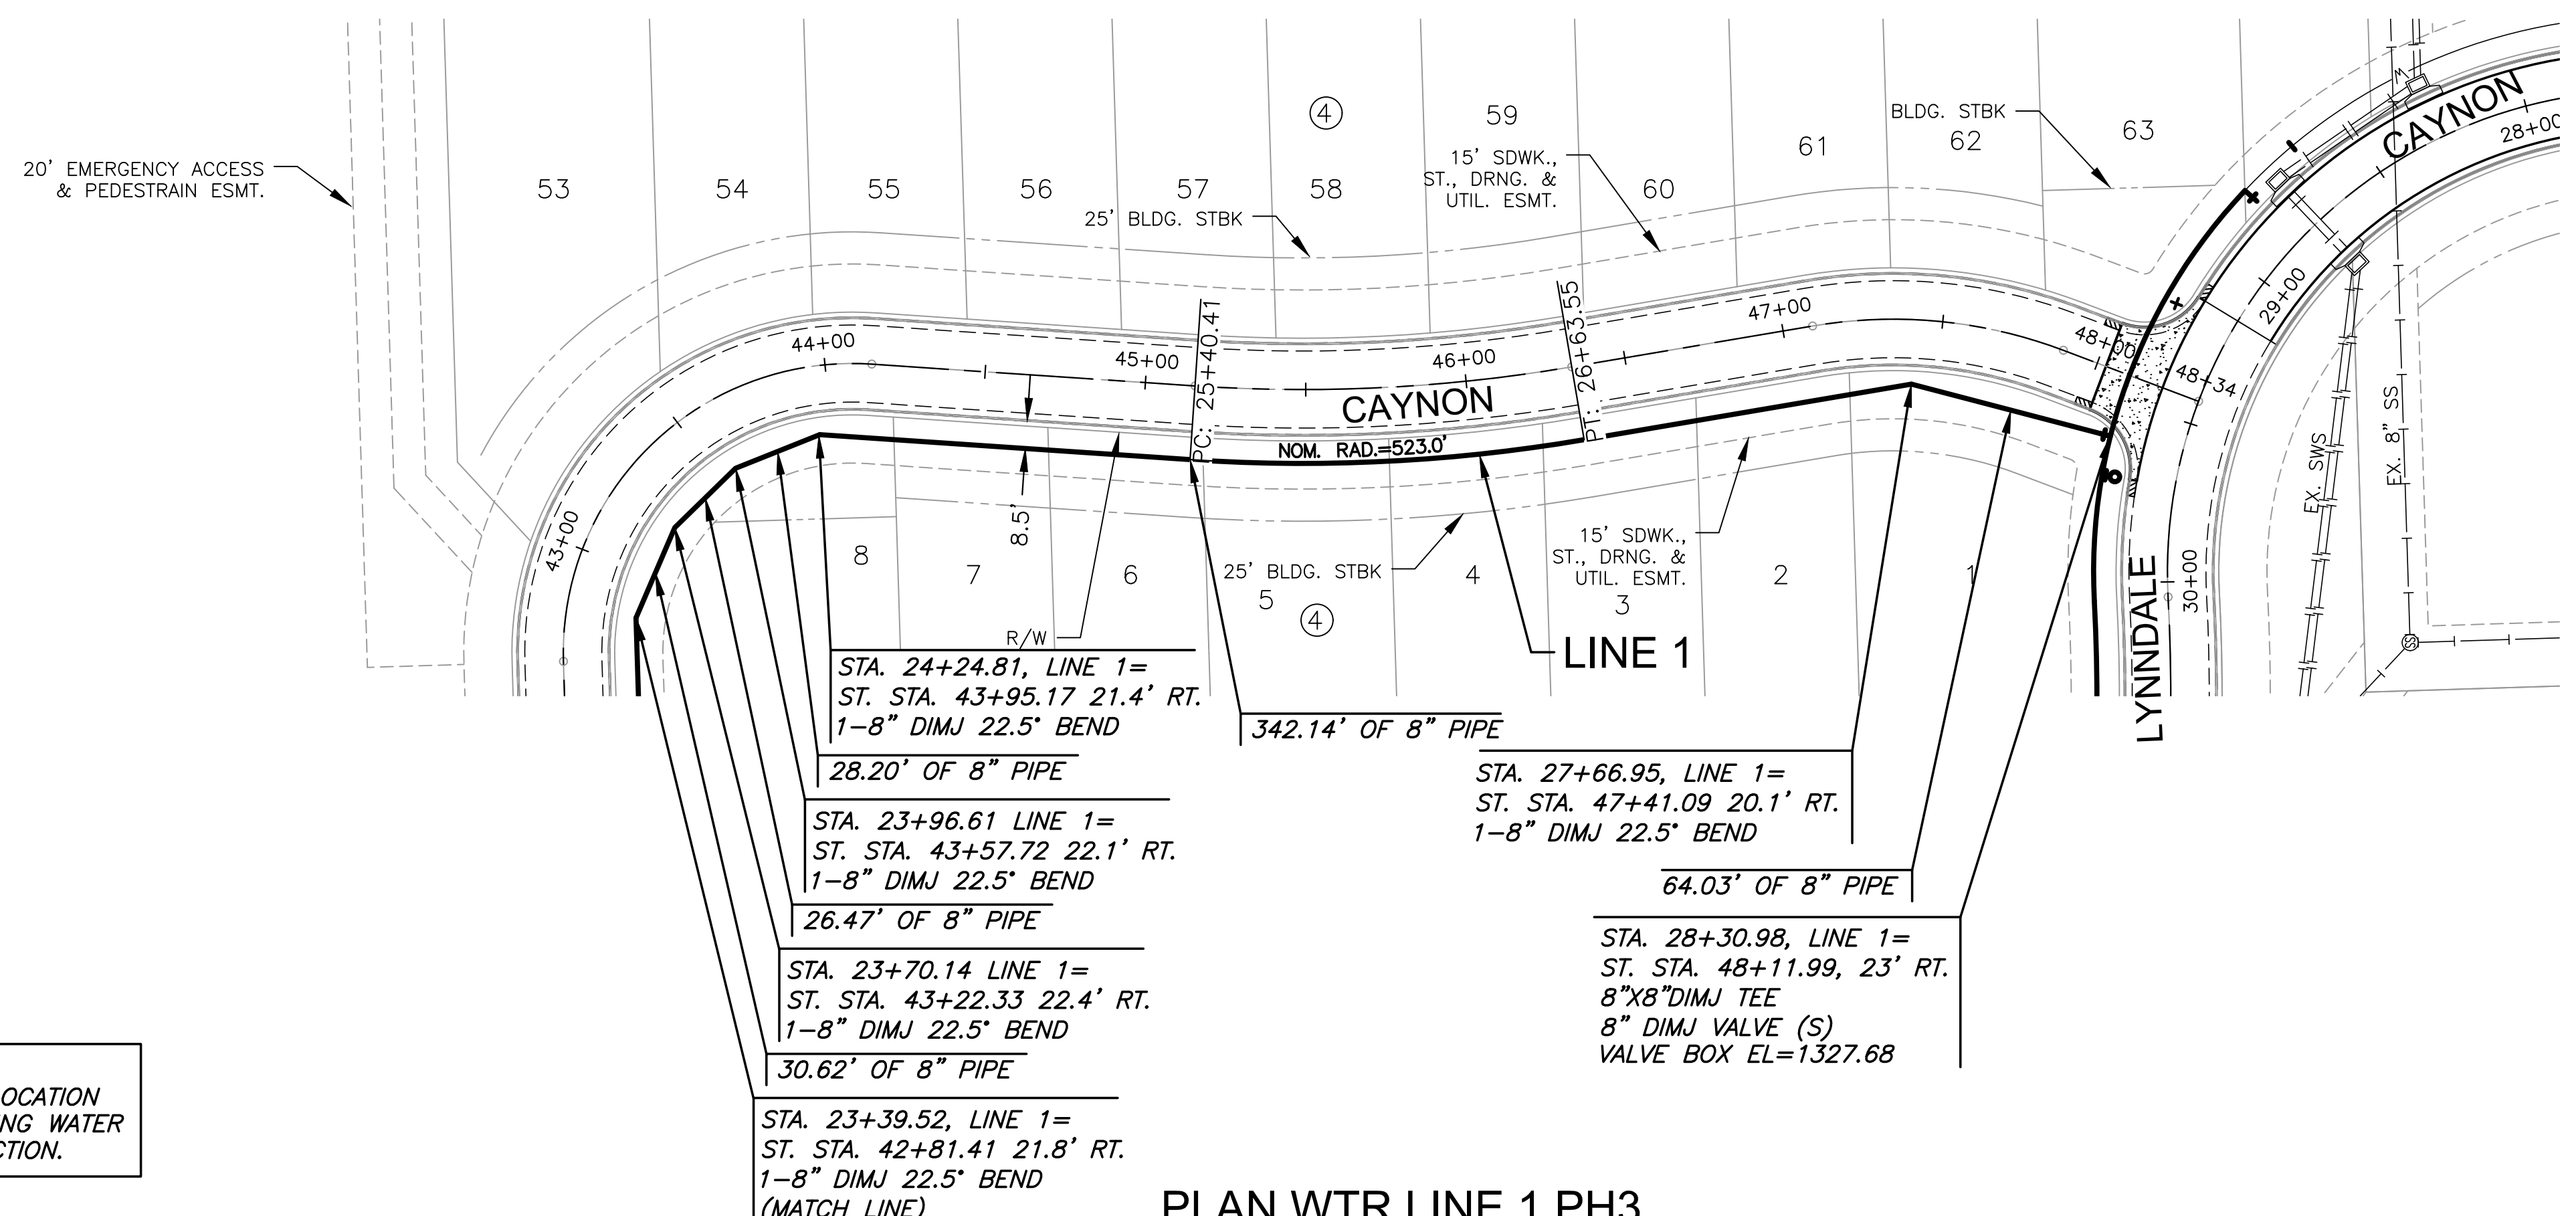 20' EMERGENCY ACCESS
& PEDESTRAIN ESMT.
53
54
55
56
57
58
4
59
60
61
62
63
25' BLDG. STBK
15' SDWK.,
ST., DRNG. &
UTIL. ESMT.
BLDG. STBK
CAYNON
28+00
29+00
30+00
43+00
44+00
45+00
46+00
47+00
48+00
48+34
PC: 25+40.41
PT: 26+63.55
CAYNON
NOM. RAD.=523.0'
8.5'
EX. SWS
EX. 8" SS
SS
LYNNDALE
8
7
6
5
4
4
3
2
1
R/W
25' BLDG. STBK
15' SDWK.,
ST., DRNG. &
UTIL. ESMT.
LINE 1
STA. 24+24.81, LINE 1=
ST. STA. 43+95.17 21.4' RT.
1-8" DIMJ 22.5° BEND
28.20' OF 8" PIPE
STA. 23+96.61 LINE 1=
ST. STA. 43+57.72 22.1' RT.
1-8" DIMJ 22.5° BEND
26.47' OF 8" PIPE
STA. 23+70.14 LINE 1=
ST. STA. 43+22.33 22.4' RT.
1-8" DIMJ 22.5° BEND
30.62' OF 8" PIPE
STA. 23+39.52, LINE 1=
ST. STA. 42+81.41 21.8' RT.
1-8" DIMJ 22.5° BEND
(MATCH LINE)
342.14' OF 8" PIPE
STA. 27+66.95, LINE 1=
ST. STA. 47+41.09 20.1' RT.
1-8" DIMJ 22.5° BEND
64.03' OF 8" PIPE
STA. 28+30.98, LINE 1=
ST. STA. 48+11.99, 23' RT.
8"X8"DIMJ TEE
8" DIMJ VALVE (S)
VALVE BOX EL=1327.68
OCATION
NG WATER
CTION.
PLAN WTR LINE 1 PH3